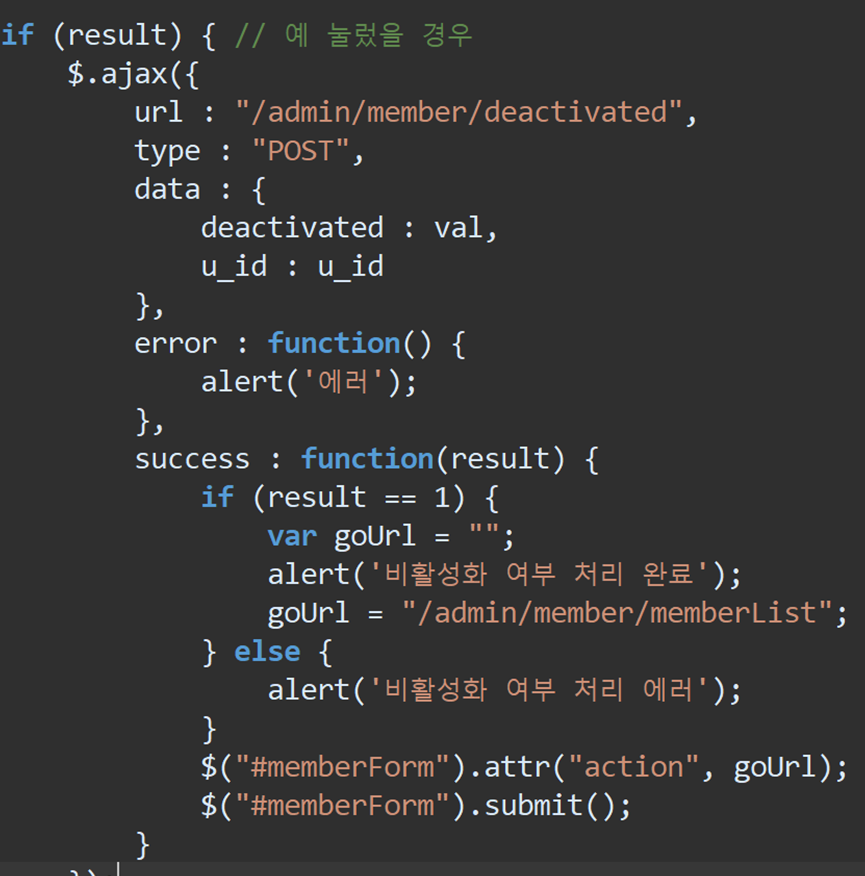 if (result) { // 예 눌렀을 경우
    $.ajax({
        url : "/admin/member/deactivated",
        type : "POST",
        data : {
            deactivated : val,
            u_id : u_id
        },
        error : function() {
            alert('에러');
        },
        success : function(result) {
            if (result == 1) {
                var goUrl = "";
                alert('비활성화 여부 처리 완료');
                goUrl = "/admin/member/memberList";
            } else {
                alert('비활성화 여부 처리 에러');
            }
            $("#memberForm").attr("action", goUrl);
            $("#memberForm").submit();
        }